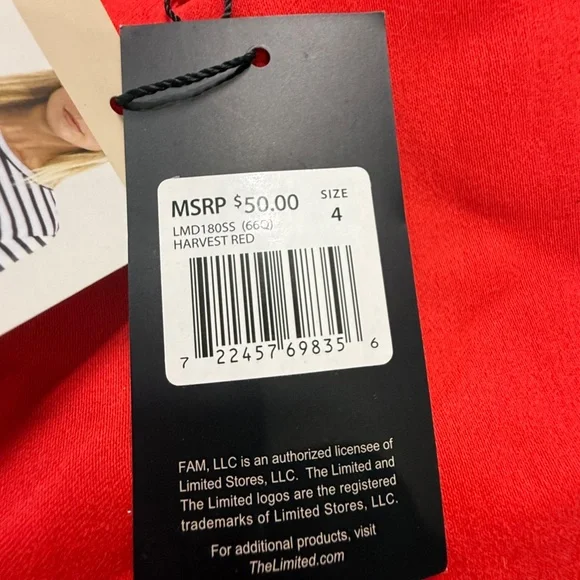 MSRP $50.00 SIZE
LMD180SS (66Q) 4
HARVEST RED
7 22457 69835 6
FAM, LLC is an authorized licensee of
Limited Stores, LLC. The Limited and
The Limited logos are the registered
trademarks of Limited Stores, LLC.
For additional products, visit
TheLimited.com